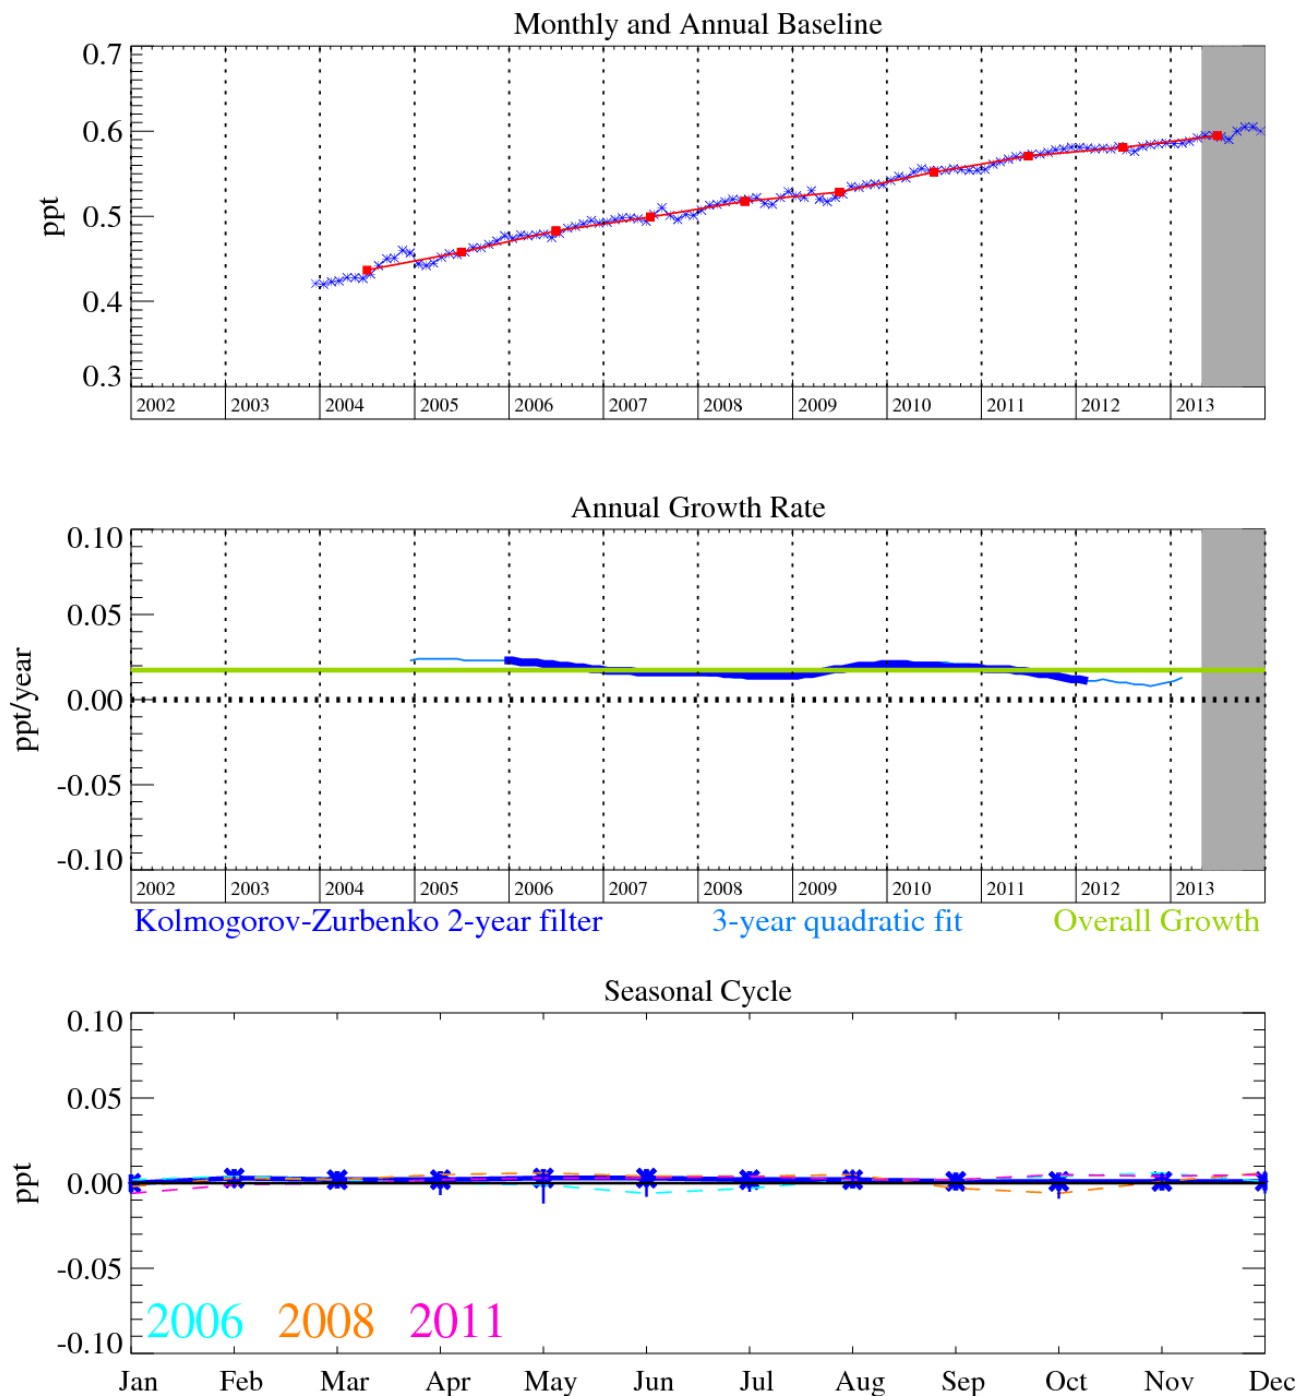 Monthly and Annual Baseline
0.7
0.6
0.5
0.4
0.3
ppt
2002 2003 2004 2005 2006 2007 2008 2009 2010 2011 2012 2013
Annual Growth Rate
0.10
0.05
0.00
-0.05
-0.10
ppt/year
2002 2003 2004 2005 2006 2007 2008 2009 2010 2011 2012 2013
Kolmogorov-Zurbenko 2-year filter 3-year quadratic fit Overall Growth
Seasonal Cycle
0.10
0.05
0.00
-0.05
-0.10
ppt
2006 2008 2011
Jan Feb Mar Apr May Jun Jul Aug Sep Oct Nov Dec